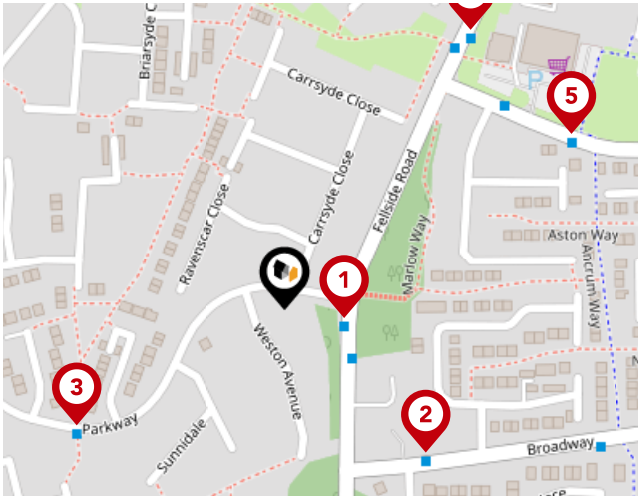 Briarsyde C
Carrsyde Close
5
P
Fellside Road
Carrsyde Close
Ravenscar Close
Marlow Way
Aston Way
Ancrum Way
1
Weston Avenue
3
Parkway
Sunnidale
2
Broadway